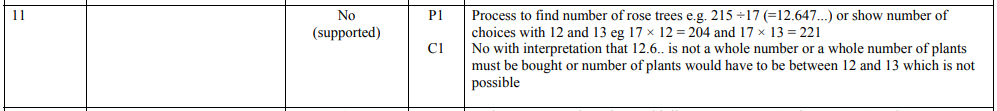 11 No P1 Process to find number of rose trees e.g. 215 ÷17 (=12.647...) or show number of
(supported) choices with 12 and 13 eg 17 × 12 = 204 and 17 × 13 = 221
C1 No with interpretation that 12.6.. is not a whole number or a whole number of plants
must be bought or number of plants would have to be between 12 and 13 which is not
possible